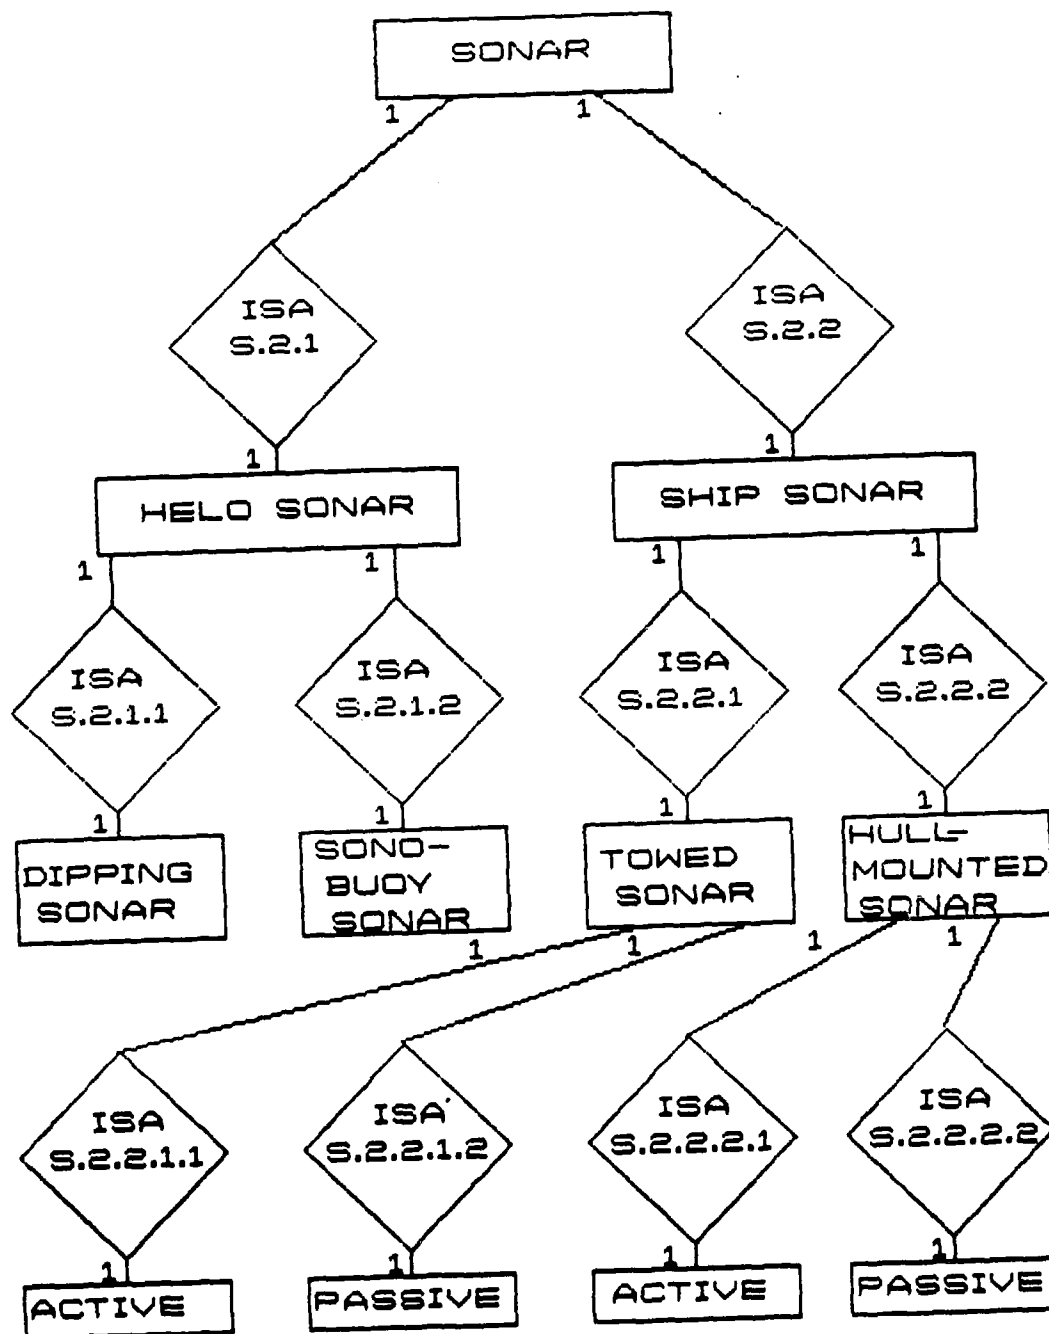 SONAR
1 1
ISA
S.2.1
ISA
S.2.2
1 1
HELO SONAR
SHIP SONAR
1 1 1 1
ISA
S.2.1.1
ISA
S.2.1.2
ISA
S.2.2.1
ISA
S.2.2.2
1 1 1 1
DIPPING
SONAR
SONO-
BUOY
SONAR
TOWED
SONAR
HULL-
MOUNTED
SONAR
1 1 1 1
ISA
S.2.2.1.1
ISA
S.2.2.1.2
ISA
S.2.2.2.1
ISA
S.2.2.2.2
1 1 1 1
ACTIVE
PASSIVE
ACTIVE
PASSIVE